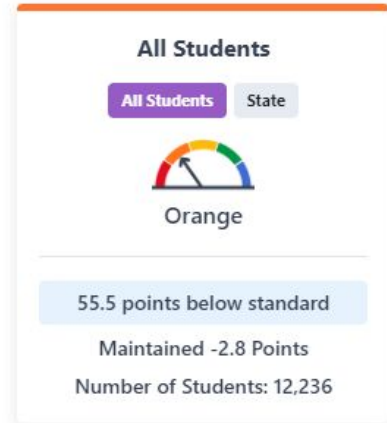 All Students
All Students State
Orange
55.5 points below standard
Maintained -2.8 Points
Number of Students: 12,236